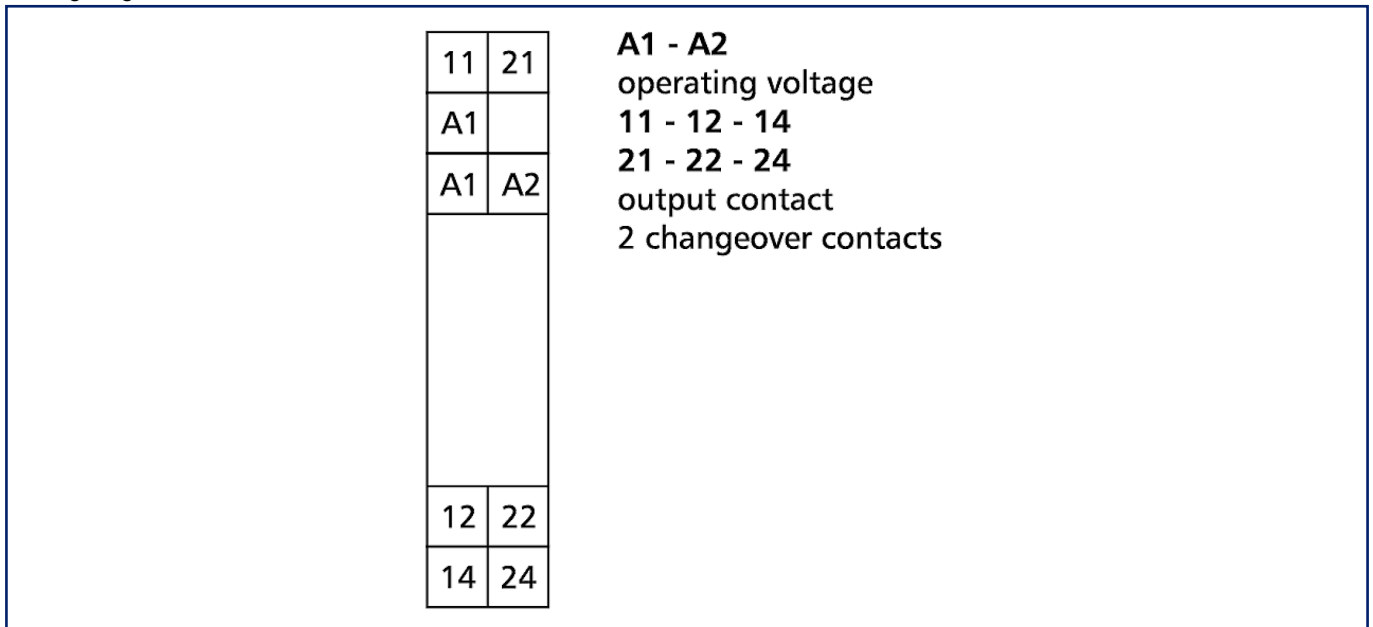 11 21
A1
A1 A2
12 22
14 24
A1 - A2
operating voltage
11 - 12 - 14
21 - 22 - 24
output contact
2 changeover contacts